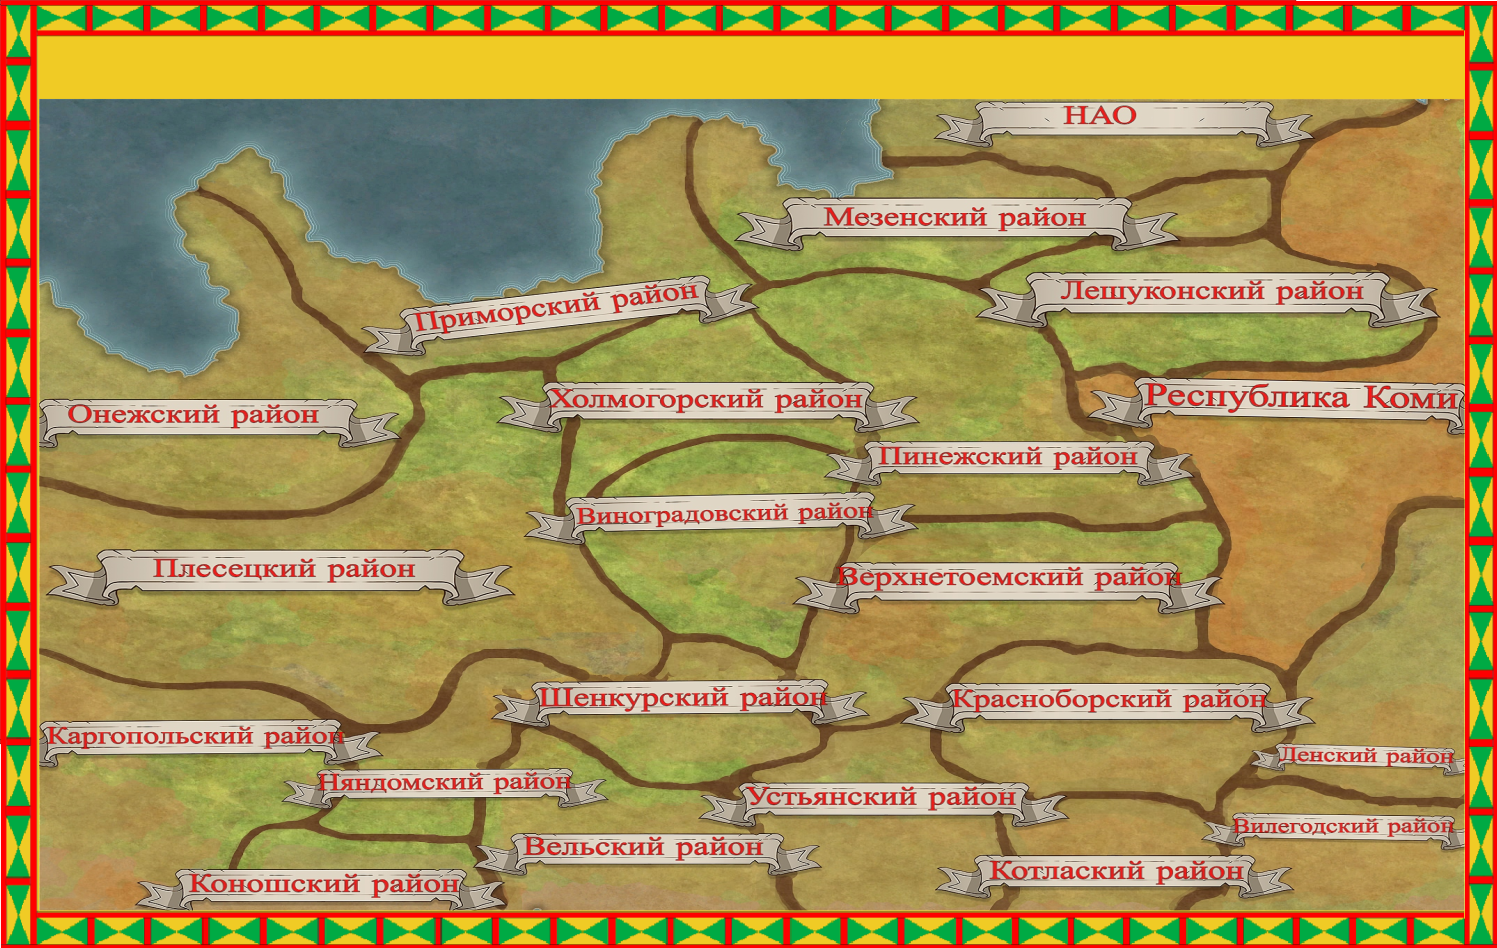 НАО
Мезенский район
Лешуконский район
Приморский район
Республика Коми
Холмогорский район
Онежский район
Пинежский район
Виноградовский район
Плесецкий район
Верхнетоемский район
Шенкурский район
Красноборский район
Каргопольский район
Ленский район
Няндомский район
Устьянский район
Вилегодский район
Вельский район
Котлаский район
Коношский район